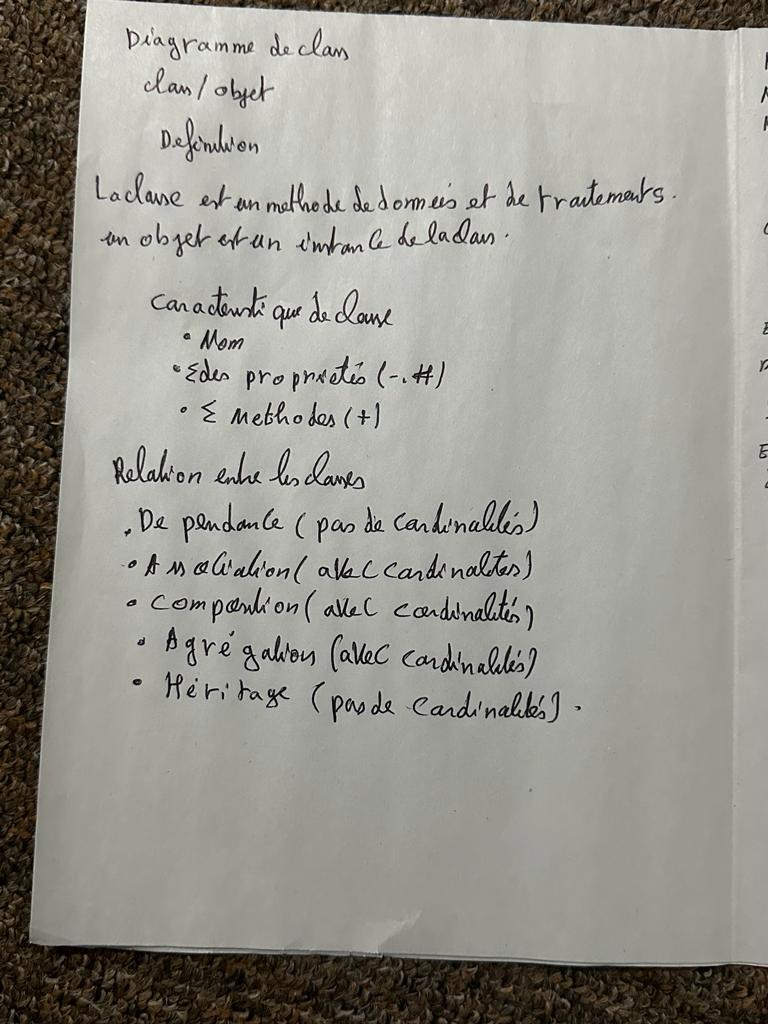 Diagramme de class
class / objet
Definition
La classe est un methode de données et de traitements.
un objet est un instance de la class.
Caracteristique de classe
• Nom
• Σ des propriétés (-.#)
• Σ Methodes (+)
Relation entre les classes
. De pendance ( pas de Cardinalités)
• Association ( avec cardinalites)
• Composition ( avec cardinalités)
• Agrégation (avec cardinalités)
• Héritage (pas de Cardinalités) .